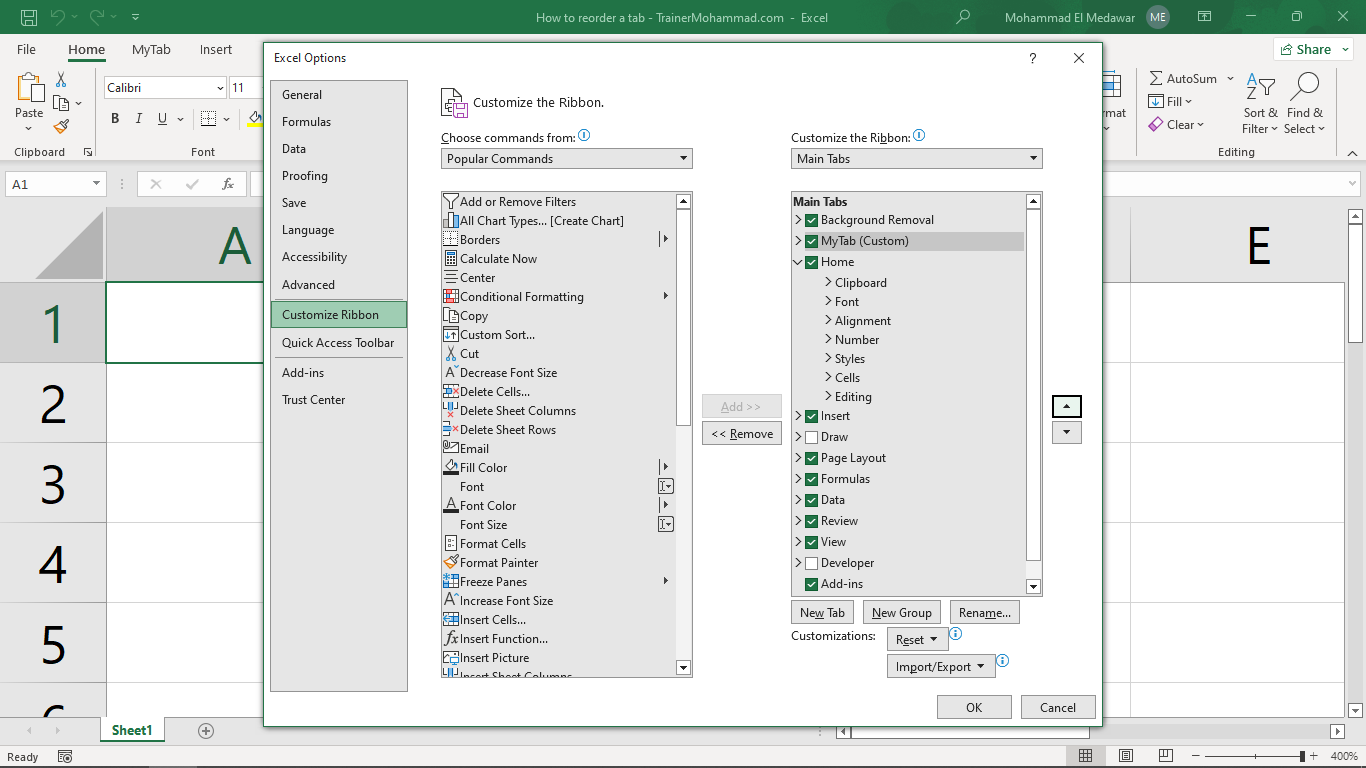 How to reorder a tab - TrainerMohammad.com - Excel
Mohammad El Medawar ME
File Home MyTab Insert
Share
Paste
Calibri 11
B I U
Clipboard
Font
AutoSum
Fill
Clear
Sort & Filter
Find & Select
Editing
A1
fx
A E
1
2
3
4
5
6
Excel Options
?
General
Formulas
Data
Proofing
Save
Language
Accessibility
Advanced
Customize Ribbon
Quick Access Toolbar
Add-ins
Trust Center
Customize the Ribbon.
Choose commands from:
Popular Commands
Add or Remove Filters
All Chart Types... [Create Chart]
Borders
Calculate Now
Center
Conditional Formatting
Copy
Custom Sort...
Cut
Decrease Font Size
Delete Cells...
Delete Sheet Columns
Delete Sheet Rows
Email
Fill Color
Font
Font Color
Font Size
Format Cells
Format Painter
Freeze Panes
Increase Font Size
Insert Cells...
Insert Function...
Insert Picture
Insert Sheet Columns
Add >>
<< Remove
Customize the Ribbon:
Main Tabs
Main Tabs
Background Removal
MyTab (Custom)
Home
Clipboard
Font
Alignment
Number
Styles
Cells
Editing
Insert
Draw
Page Layout
Formulas
Data
Review
View
Developer
Add-ins
New Tab New Group Rename...
Customizations: Reset
Import/Export
OK Cancel
Sheet1
Ready
400%